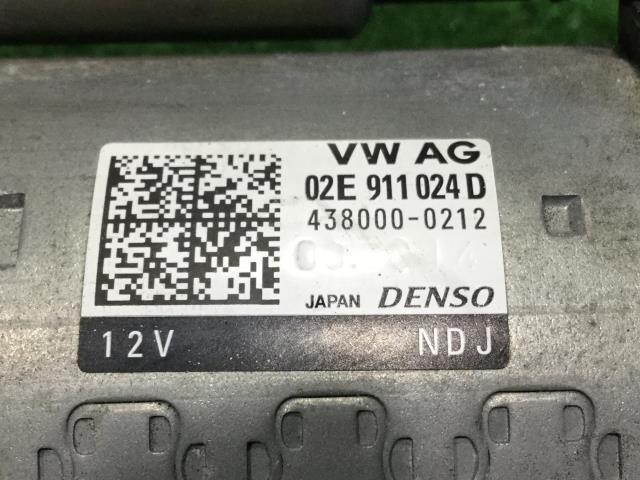 VW AG
02E 911 024 D
438000-0212
JAPAN DENSO
12V NDJ